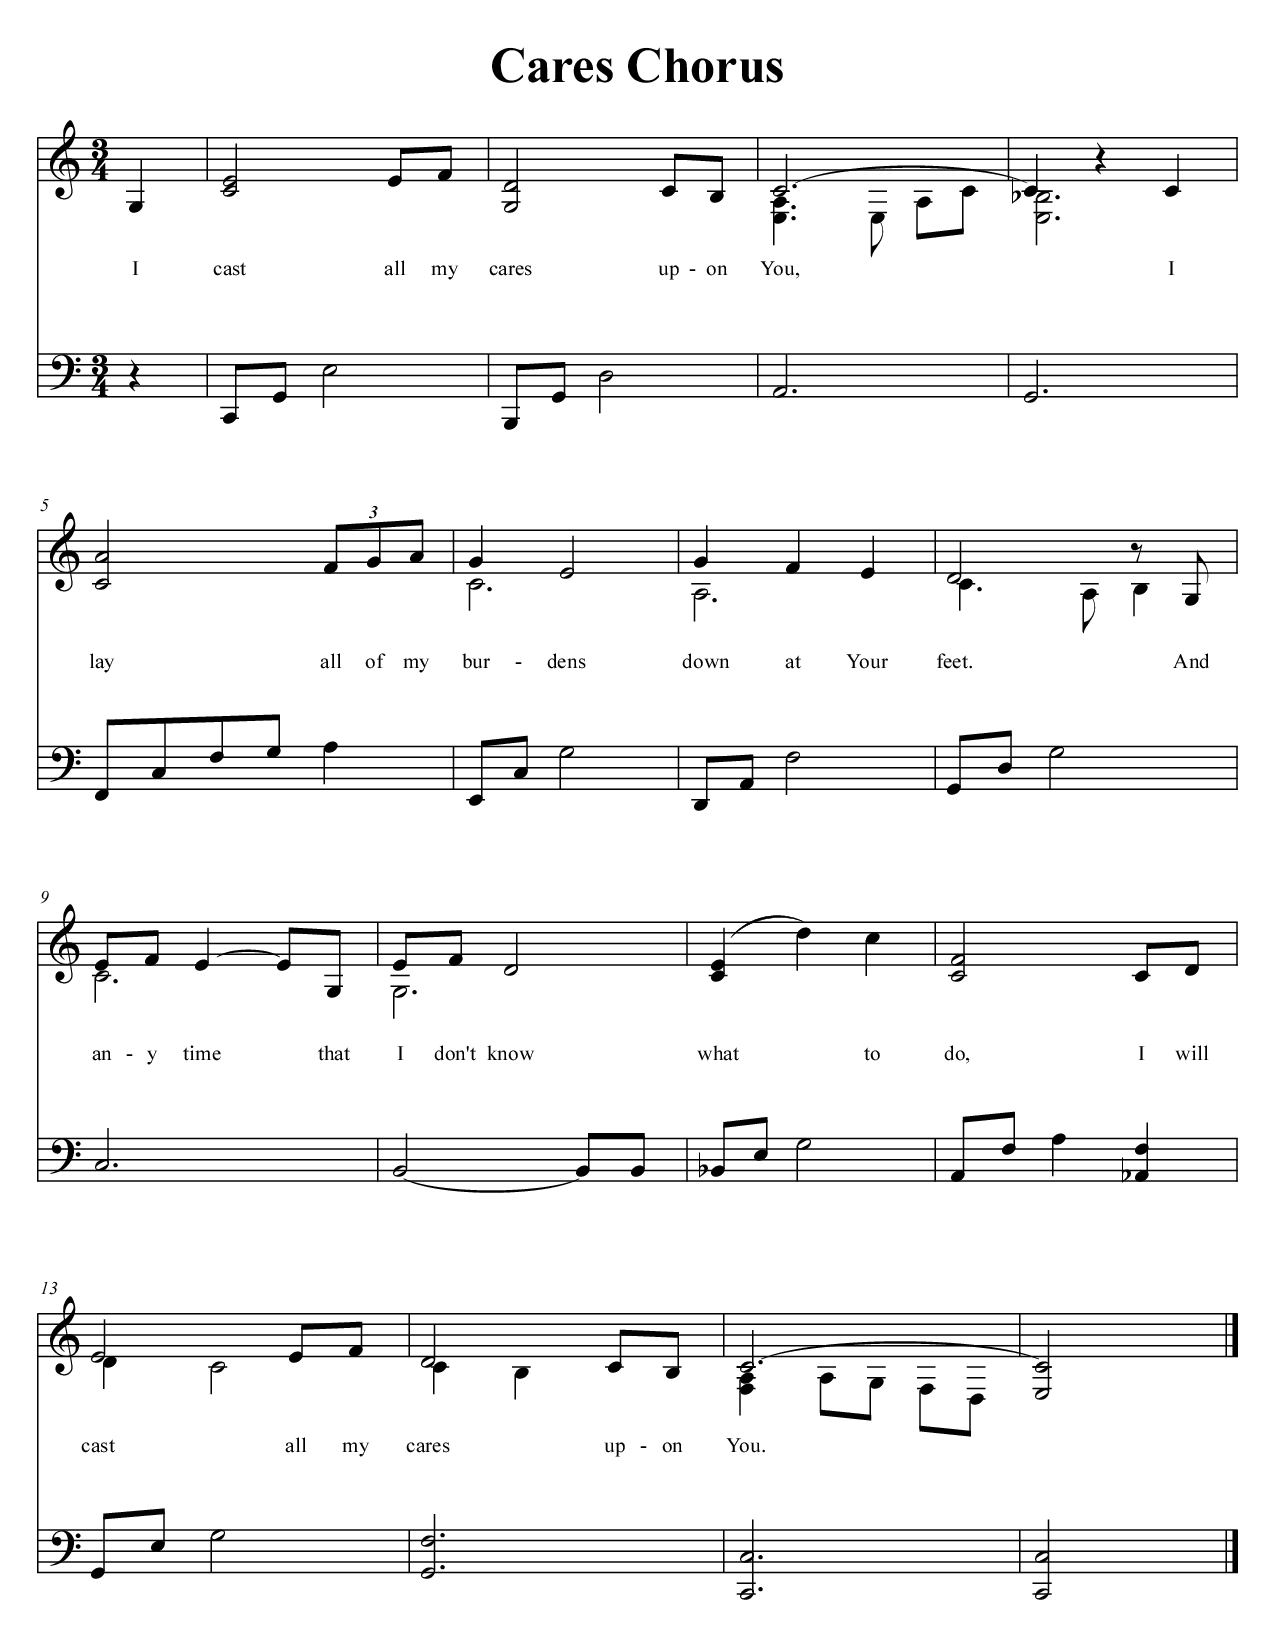 Cares Chorus
3
4
I cast all my cares up - on You, I
3
4
5
3
lay all of my bur - dens down at Your feet. And
9
an - y time that I don't know what to do, I will
13
cast all my cares up - on You.